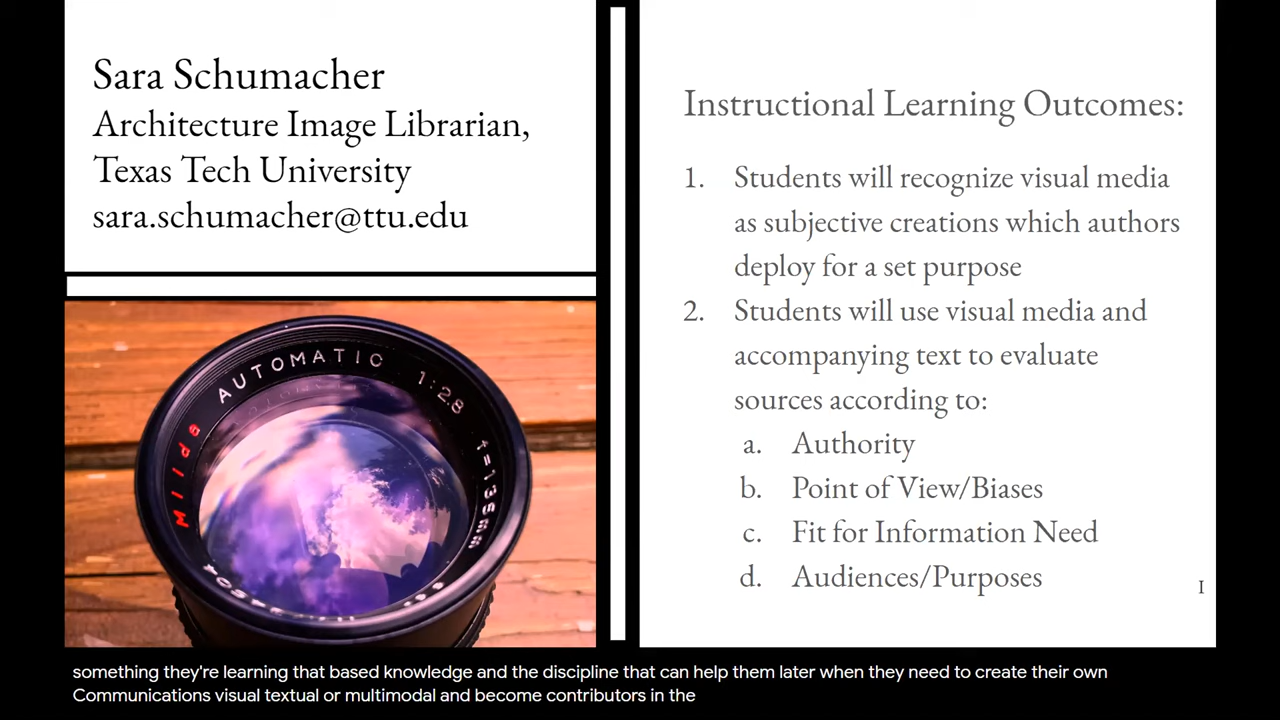 Sara Schumacher
Architecture Image Librarian,
Texas Tech University
sara.schumacher@ttu.edu
Instructional Learning Outcomes:
1. Students will recognize visual media
as subjective creations which authors
deploy for a set purpose
2. Students will use visual media and
accompanying text to evaluate
sources according to:
a. Authority
b. Point of View/Biases
c. Fit for Information Need
d. Audiences/Purposes
I
Mitda AUTOMATIC 1:2.8 f=135mm
something they're learning that based knowledge and the discipline that can help them later when they need to create their own
Communications visual textual or multimodal and become contributors in the